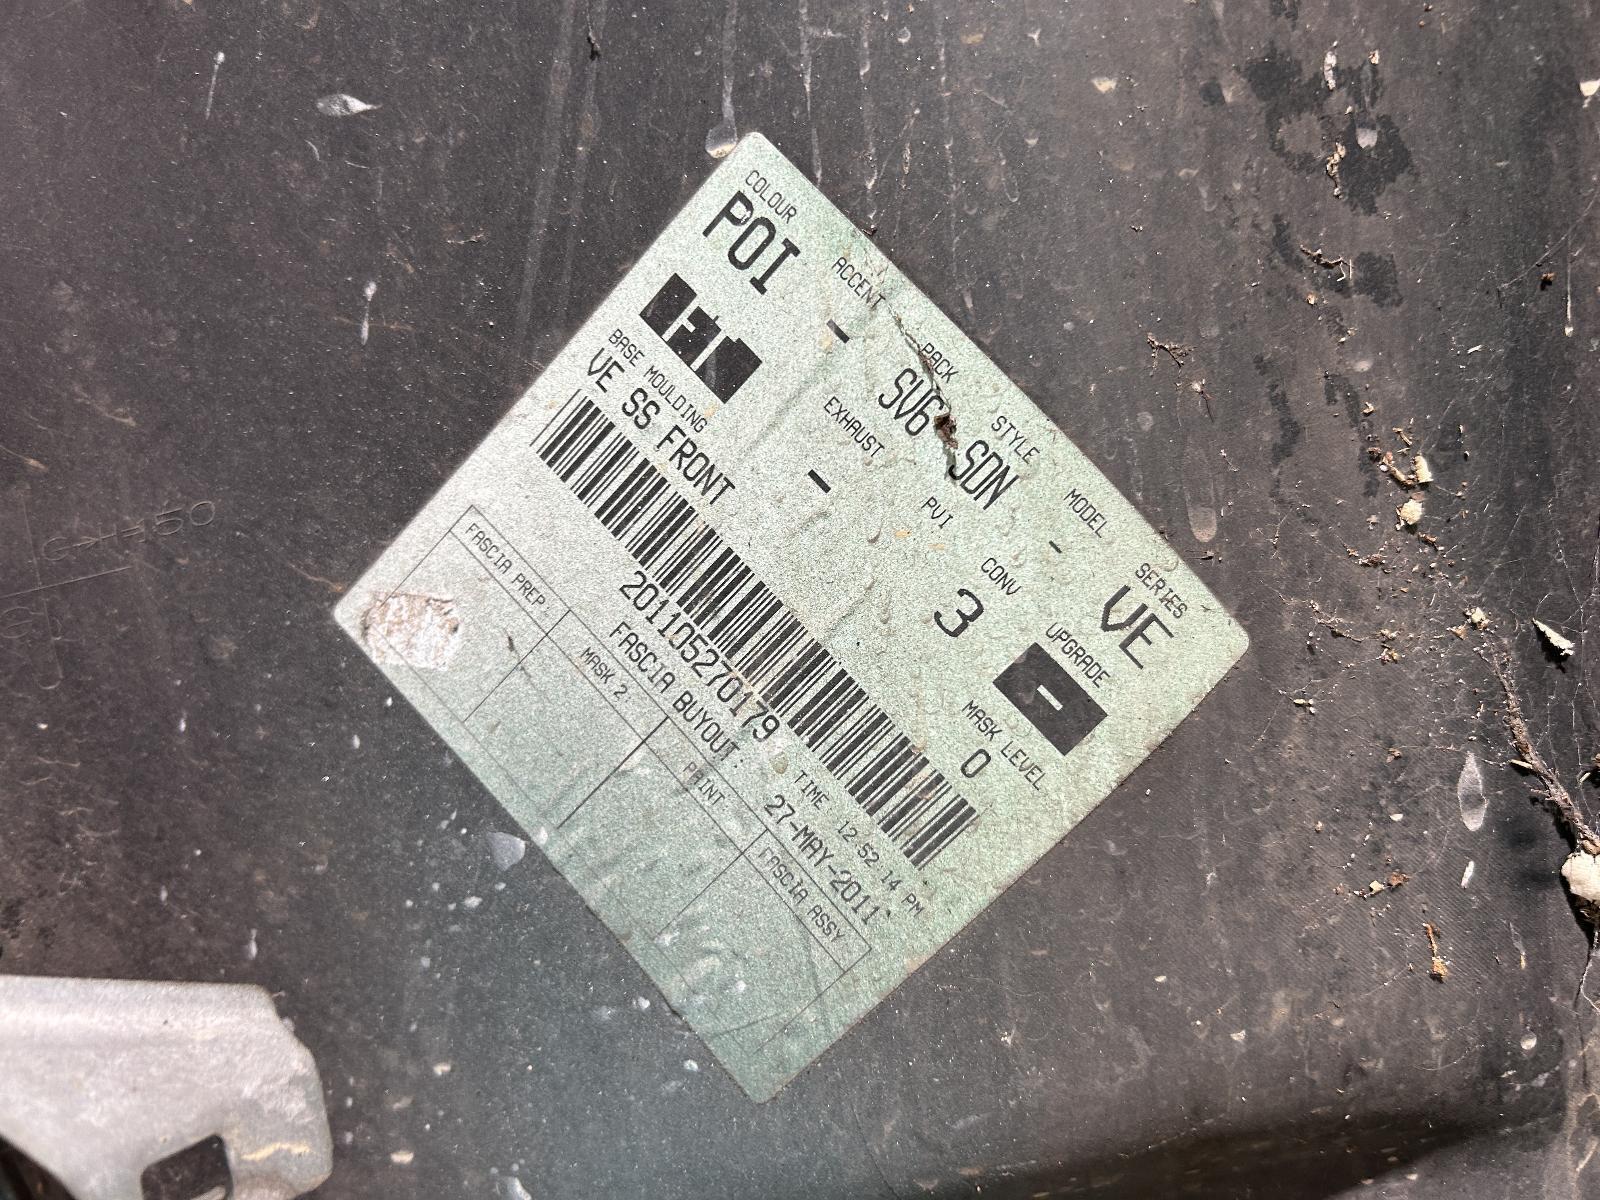 COLOUR ACCENT PACK STYLE MODEL SERIES
POI - SV6 SDN - VE
EXHAUST PVI CONV UPGRADE
- 3 -
BASE MOULDING MASK LEVEL
VE SS FRONT 0
201105270179 TIME 12 52 14 PM
FASCIA BUYOUT: 27-MAY-2011
FASCIA PREP: MASK 2 PAINT FASCIA ASSY